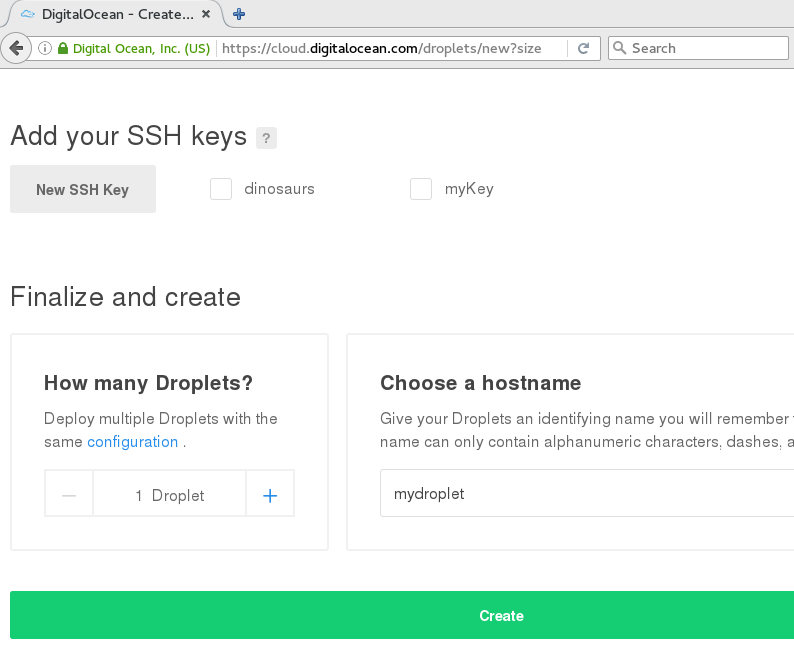 DigitalOcean - Create...
Digital Ocean, Inc. (US) https://cloud.digitalocean.com/droplets/new?size Search
Add your SSH keys ?
New SSH Key dinosaurs myKey
Finalize and create
How many Droplets?
Deploy multiple Droplets with the
same configuration .
1 Droplet
Choose a hostname
Give your Droplets an identifying name you will remember
name can only contain alphanumeric characters, dashes,
mydroplet
Create